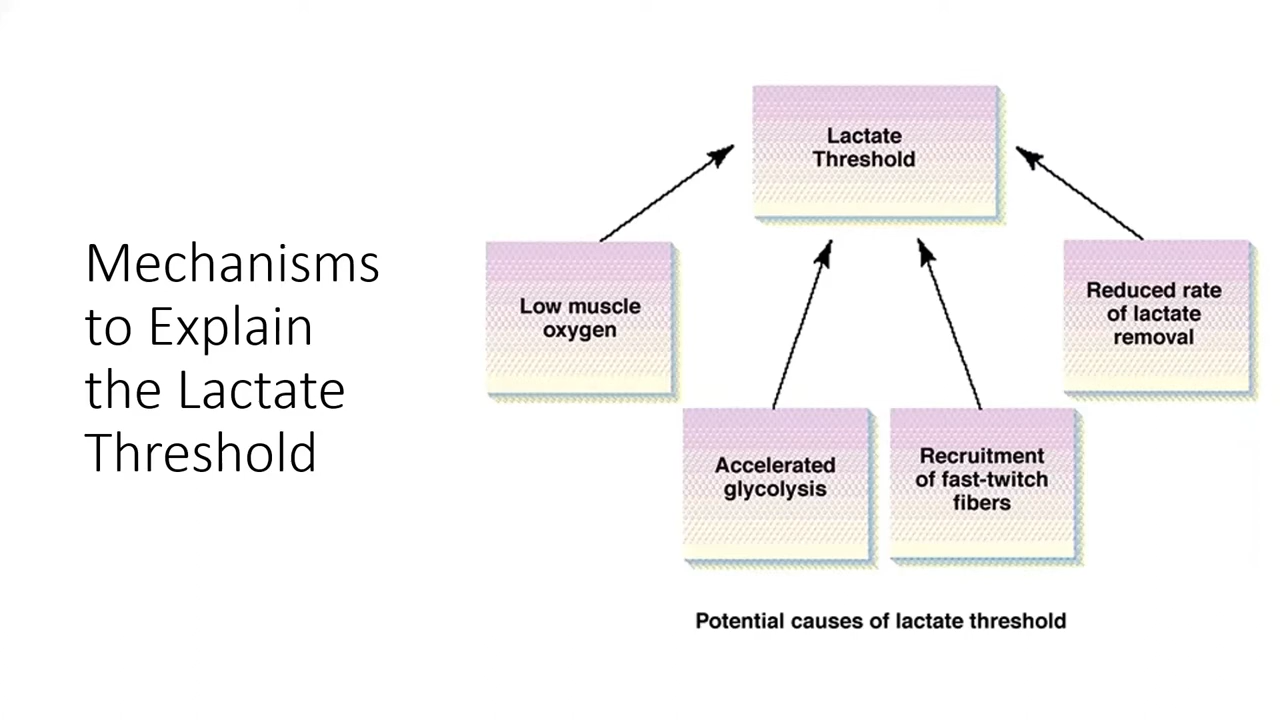 Mechanisms
to Explain
the Lactate
Threshold
Lactate
Threshold
Low muscle
oxygen
Accelerated
glycolysis
Recruitment
of fast-twitch
fibers
Reduced rate
of lactate
removal
Potential causes of lactate threshold